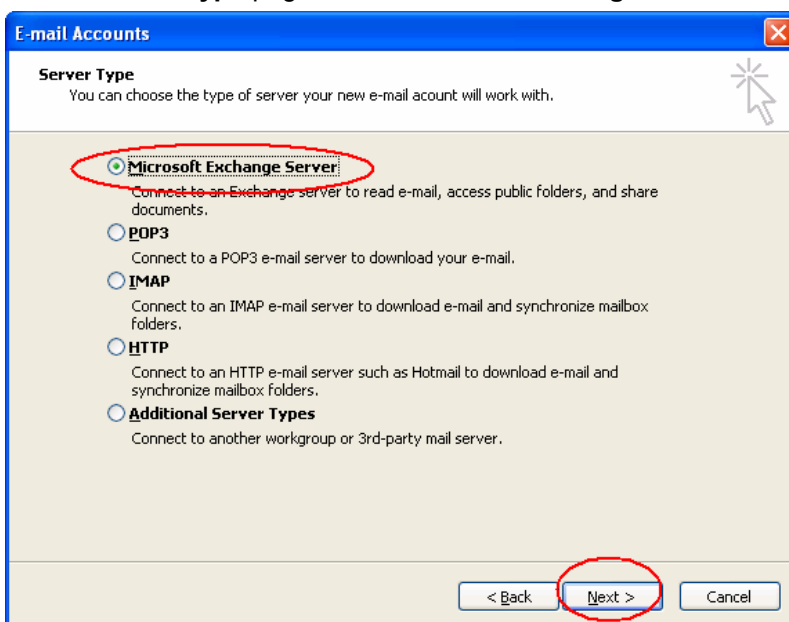 E-mail Accounts
Server Type
You can choose the type of server your new e-mail acount will work with.
Microsoft Exchange Server
Connect to an Exchange server to read e-mail, access public folders, and share
documents.
POP3
Connect to a POP3 e-mail server to download your e-mail.
IMAP
Connect to an IMAP e-mail server to download e-mail and synchronize mailbox
folders.
HTTP
Connect to an HTTP e-mail server such as Hotmail to download e-mail and
synchronize mailbox folders.
Additional Server Types
Connect to another workgroup or 3rd-party mail server.
< Back Next > Cancel